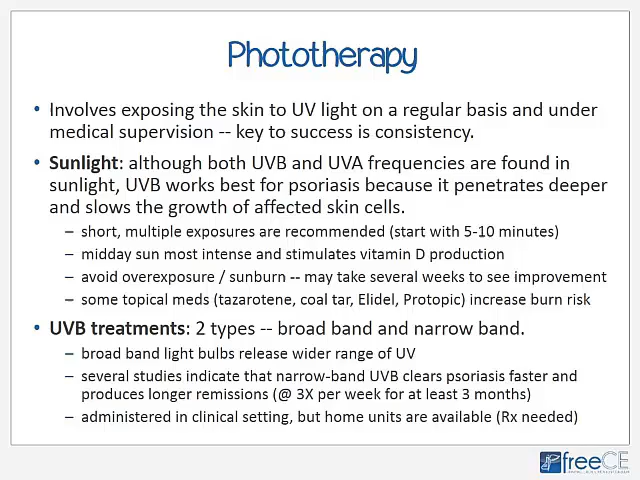 Phototherapy
• Involves exposing the skin to UV light on a regular basis and under
medical supervision -- key to success is consistency.
• Sunlight: although both UVB and UVA frequencies are found in
sunlight, UVB works best for psoriasis because it penetrates deeper
and slows the growth of affected skin cells.
– short, multiple exposures are recommended (start with 5-10 minutes)
– midday sun most intense and stimulates vitamin D production
– avoid overexposure / sunburn -- may take several weeks to see improvement
– some topical meds (tazarotene, coal tar, Elidel, Protopic) increase burn risk
• UVB treatments: 2 types -- broad band and narrow band.
– broad band light bulbs release wider range of UV
– several studies indicate that narrow-band UVB clears psoriasis faster and
produces longer remissions (@ 3X per week for at least 3 months)
– administered in clinical setting, but home units are available (Rx needed)
freeCE